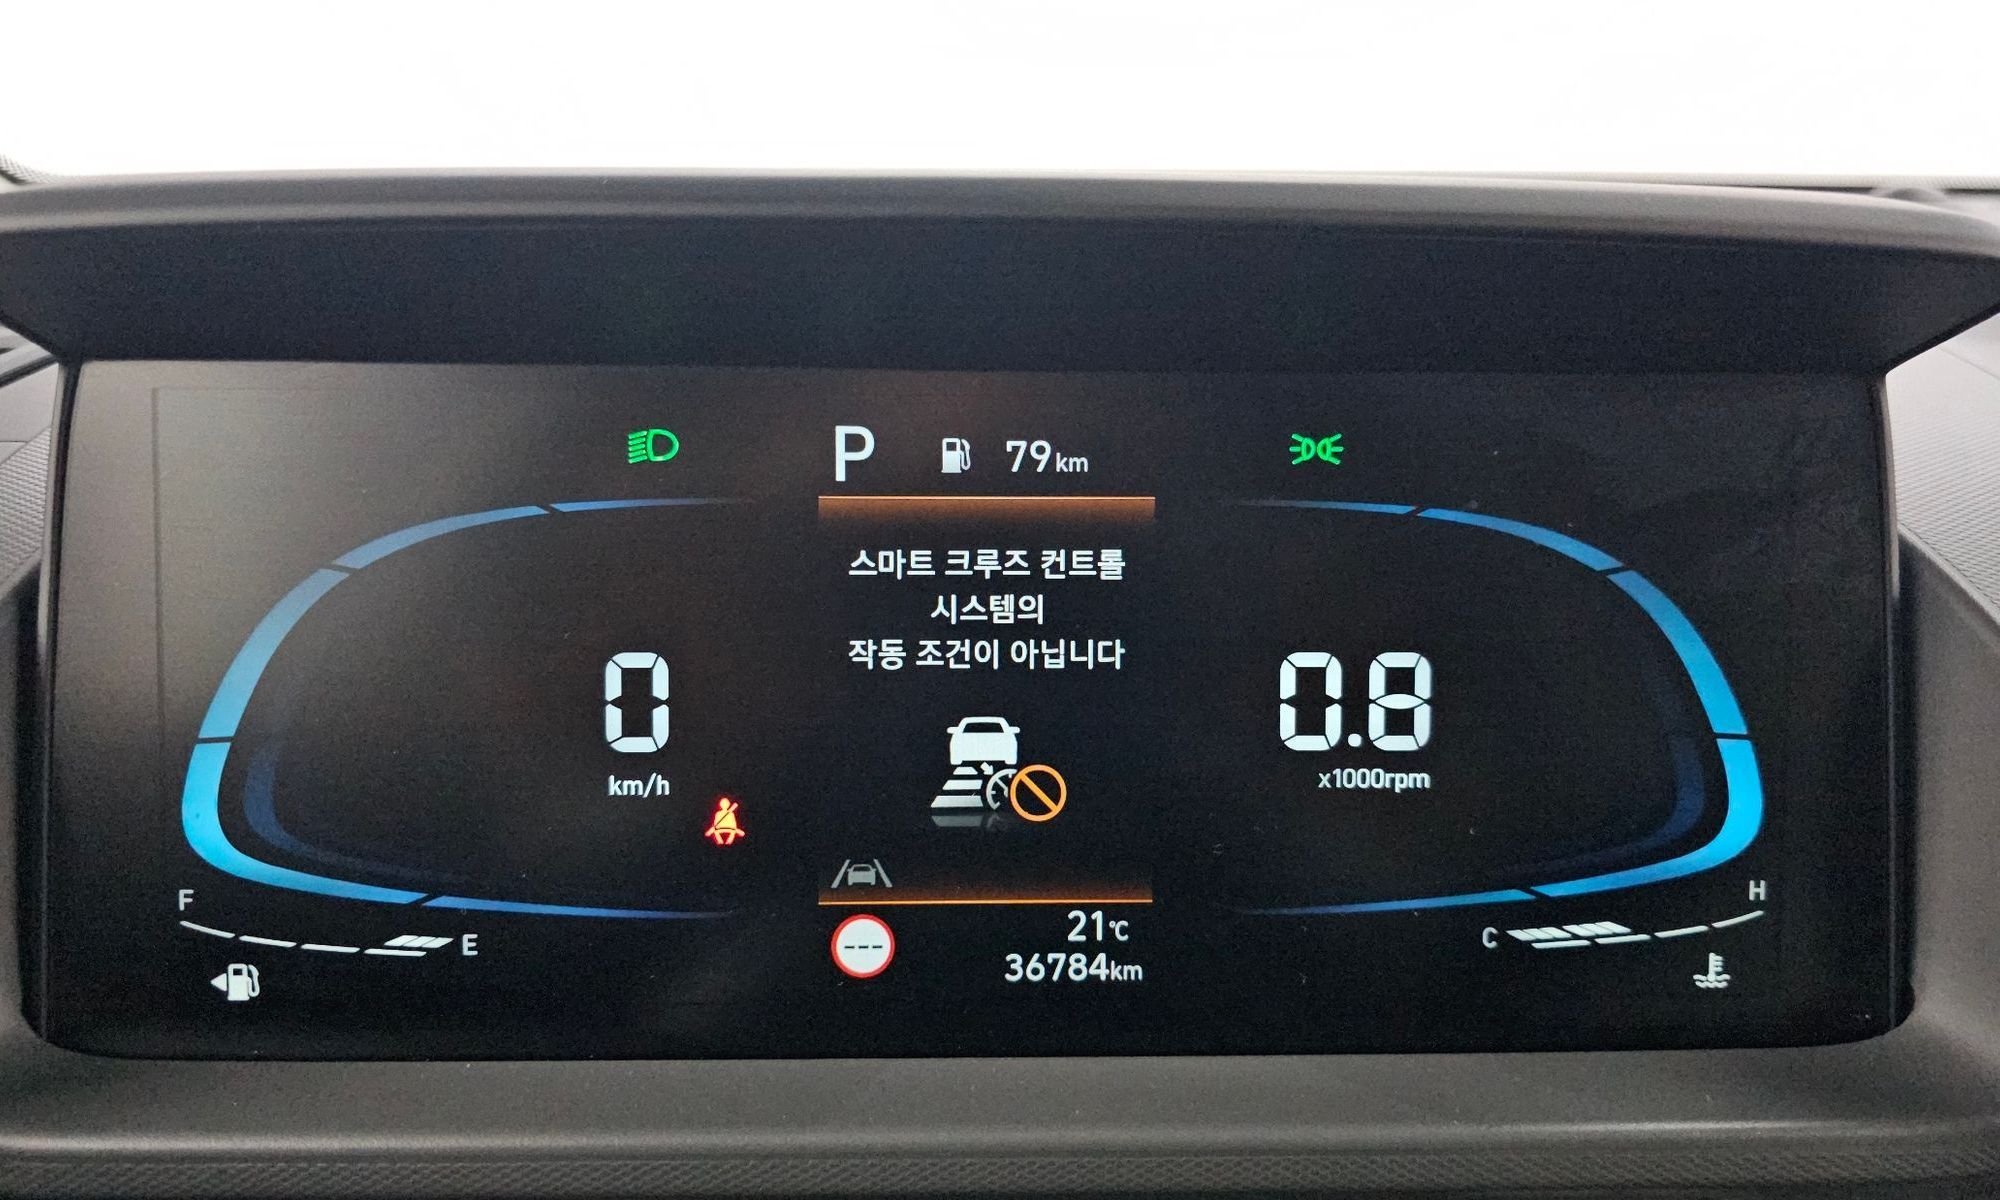 P 79km
스마트 크루즈 컨트롤
시스템의
작동 조건이 아닙니다
0
km/h
0.8
x1000rpm
F
E
C
H
---
21℃
36784km